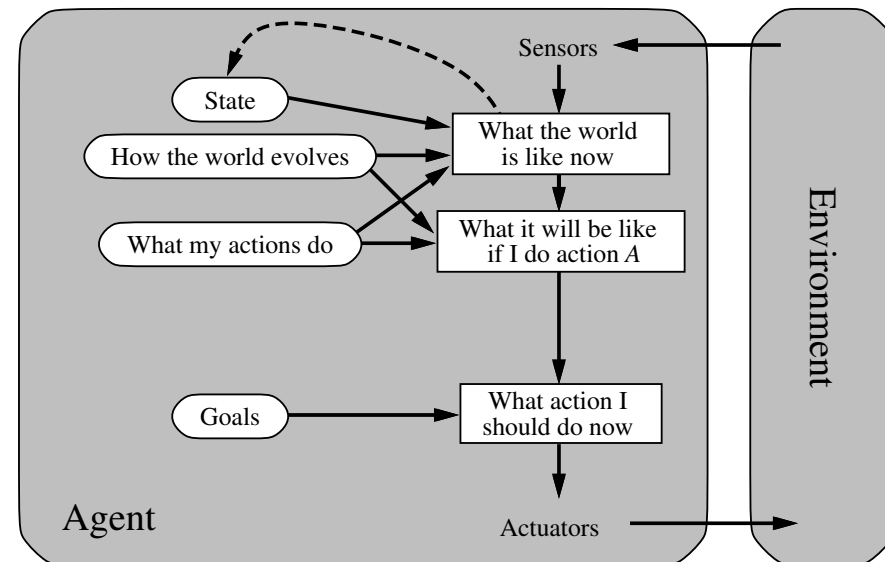 Sensors
State
What the world
is like now
How the world evolves
What it will be like
if I do action A
What my actions do
Environment
What action I
should do now
Goals
Agent
Actuators